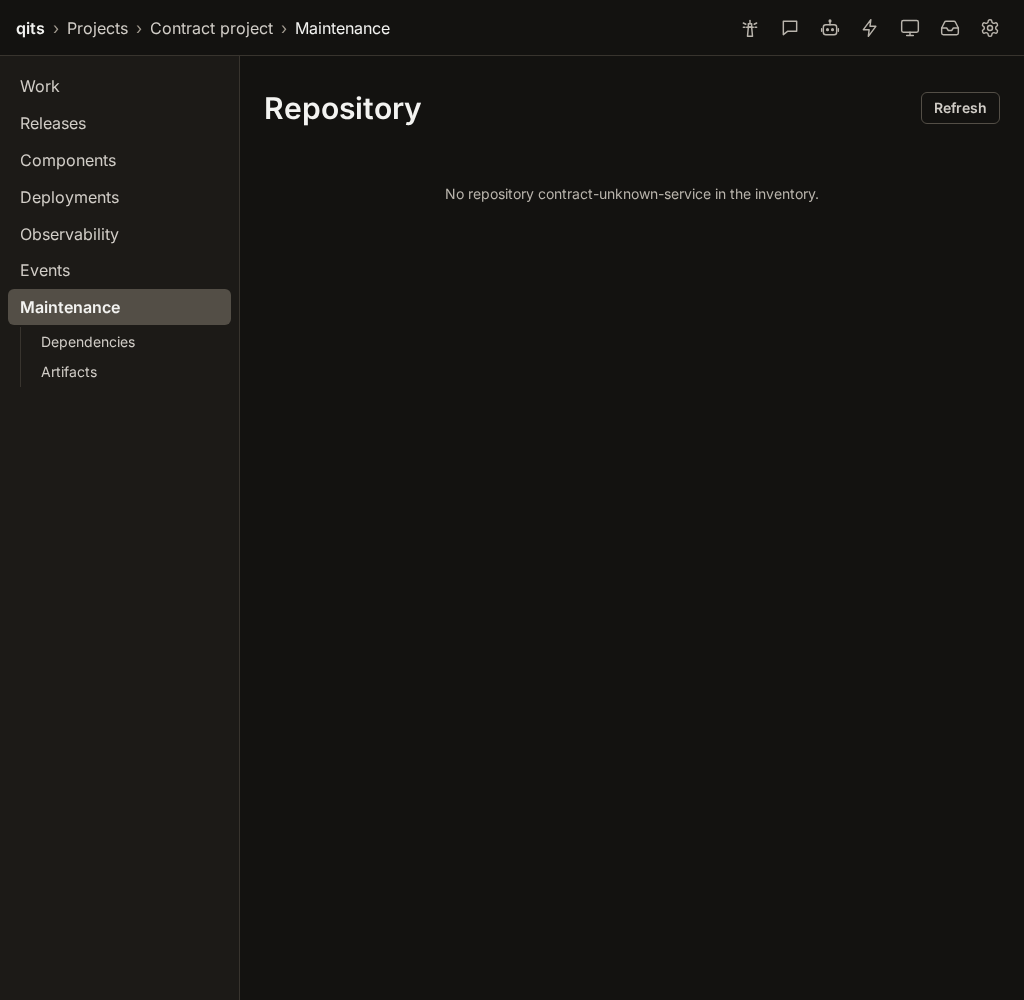 qits › Projects › Contract project › Maintenance
Work
Releases
Components
Deployments
Observability
Events
Maintenance
Dependencies
Artifacts
Repository
Refresh
No repository contract-unknown-service in the inventory.